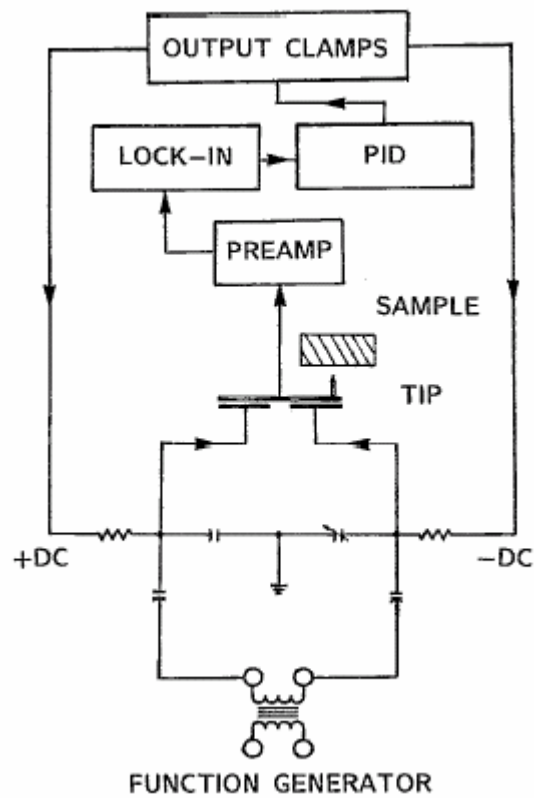 OUTPUT CLAMPS
LOCK-IN
PID
PREAMP
SAMPLE
TIP
+DC
−DC
FUNCTION GENERATOR